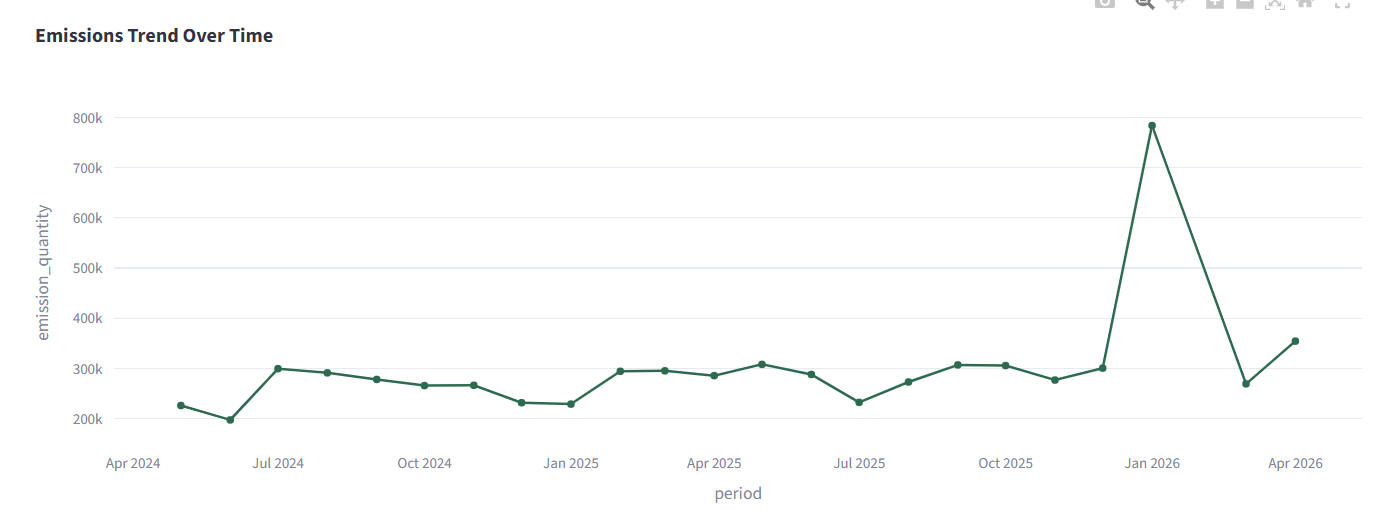 Emissions Trend Over Time
800k
700k
600k
500k
400k
300k
200k
emission_quantity
Apr 2024
Jul 2024
Oct 2024
Jan 2025
Apr 2025
Jul 2025
Oct 2025
Jan 2026
Apr 2026
period